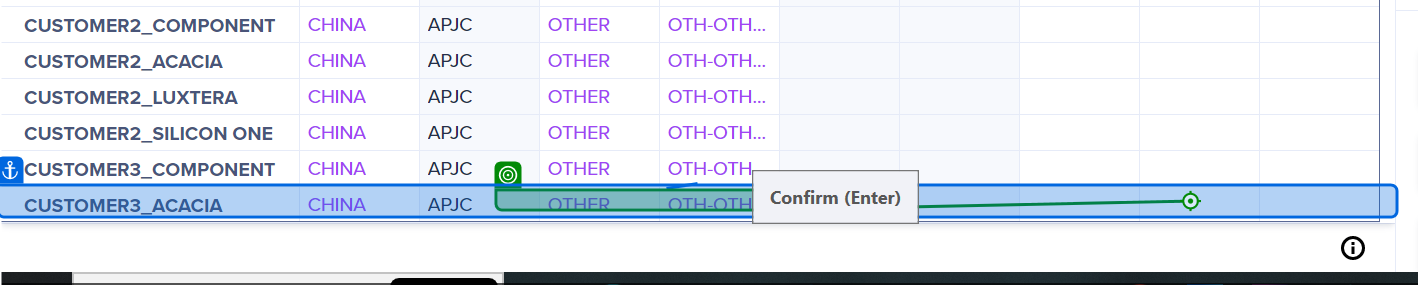 CUSTOMER2_COMPONENT CHINA APJC OTHER OTH-OTH...
CUSTOMER2_ACACIA CHINA APJC OTHER OTH-OTH...
CUSTOMER2_LUXTERA CHINA APJC OTHER OTH-OTH...
CUSTOMER2_SILICON ONE CHINA APJC OTHER OTH-OTH...
CUSTOMER3_COMPONENT CHINA APJC OTHER OTH-OTH...
CUSTOMER3_ACACIA CHINA APJC OTHER OTH-OTH
Confirm (Enter)